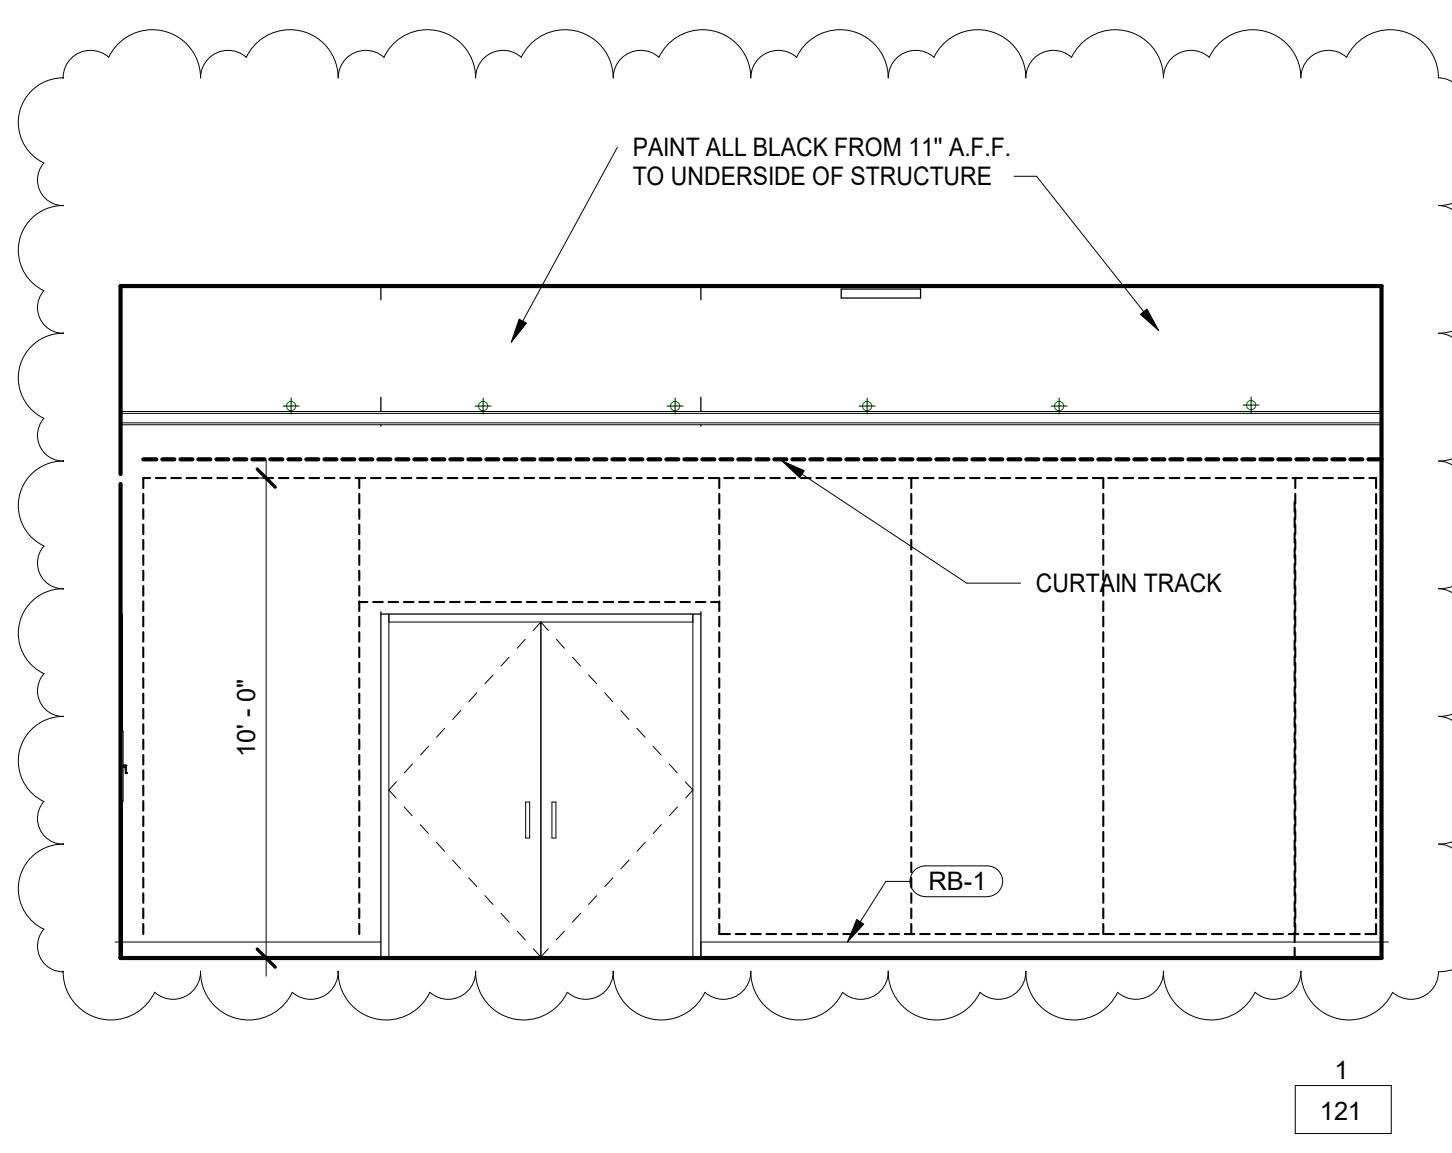 PAINT ALL BLACK FROM 11" A.F.F.
TO UNDERSIDE OF STRUCTURE
CURTAIN TRACK
10' - 0"
RB-1
1
121